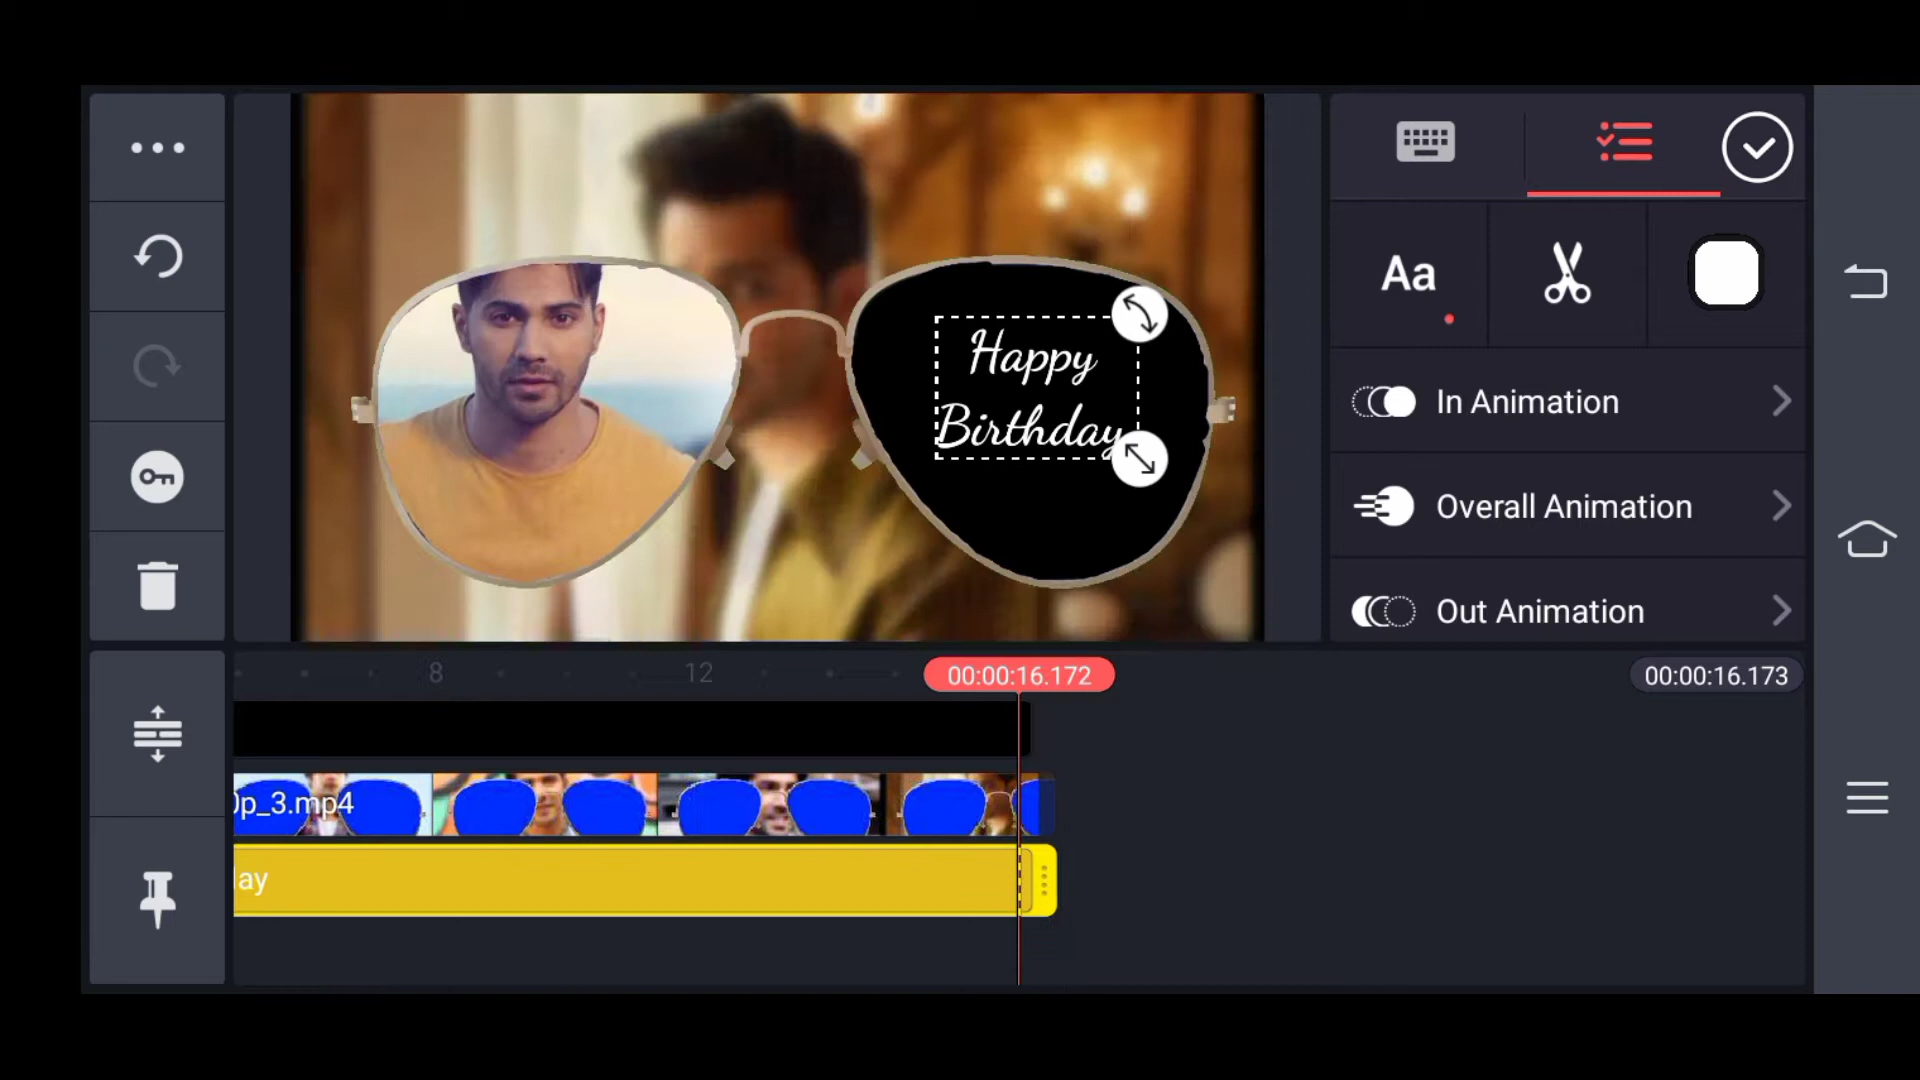 Aa
In Animation
Overall Animation
Out Animation
Happy
Birthday
8
12
00:00:16.172
00:00:16.173
0p_3.mp4
ay